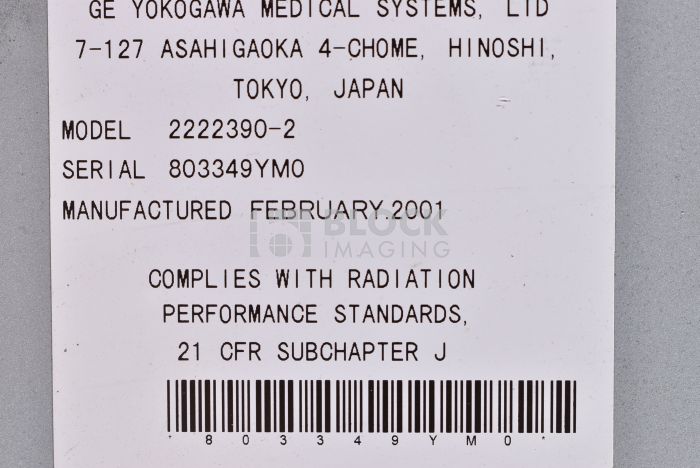 GE YOKOGAWA MEDICAL SYSTEMS, LTD
7-127 ASAHIGAOKA 4-CHOME, HINOSHI,
TOKYO, JAPAN
MODEL 2222390-2
SERIAL 803349YM0
MANUFACTURED FEBRUARY.2001
BLOCK
IMAGING
COMPLIES WITH RADIATION
PERFORMANCE STANDARDS,
21 CFR SUBCHAPTER J
*803349YM0*